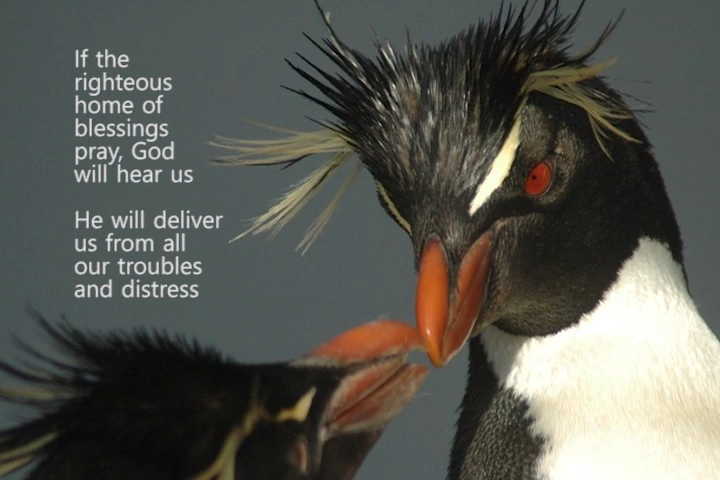 If the
righteous
home of
blessings
pray, God
will hear us
He will deliver
us from all
our troubles
and distress